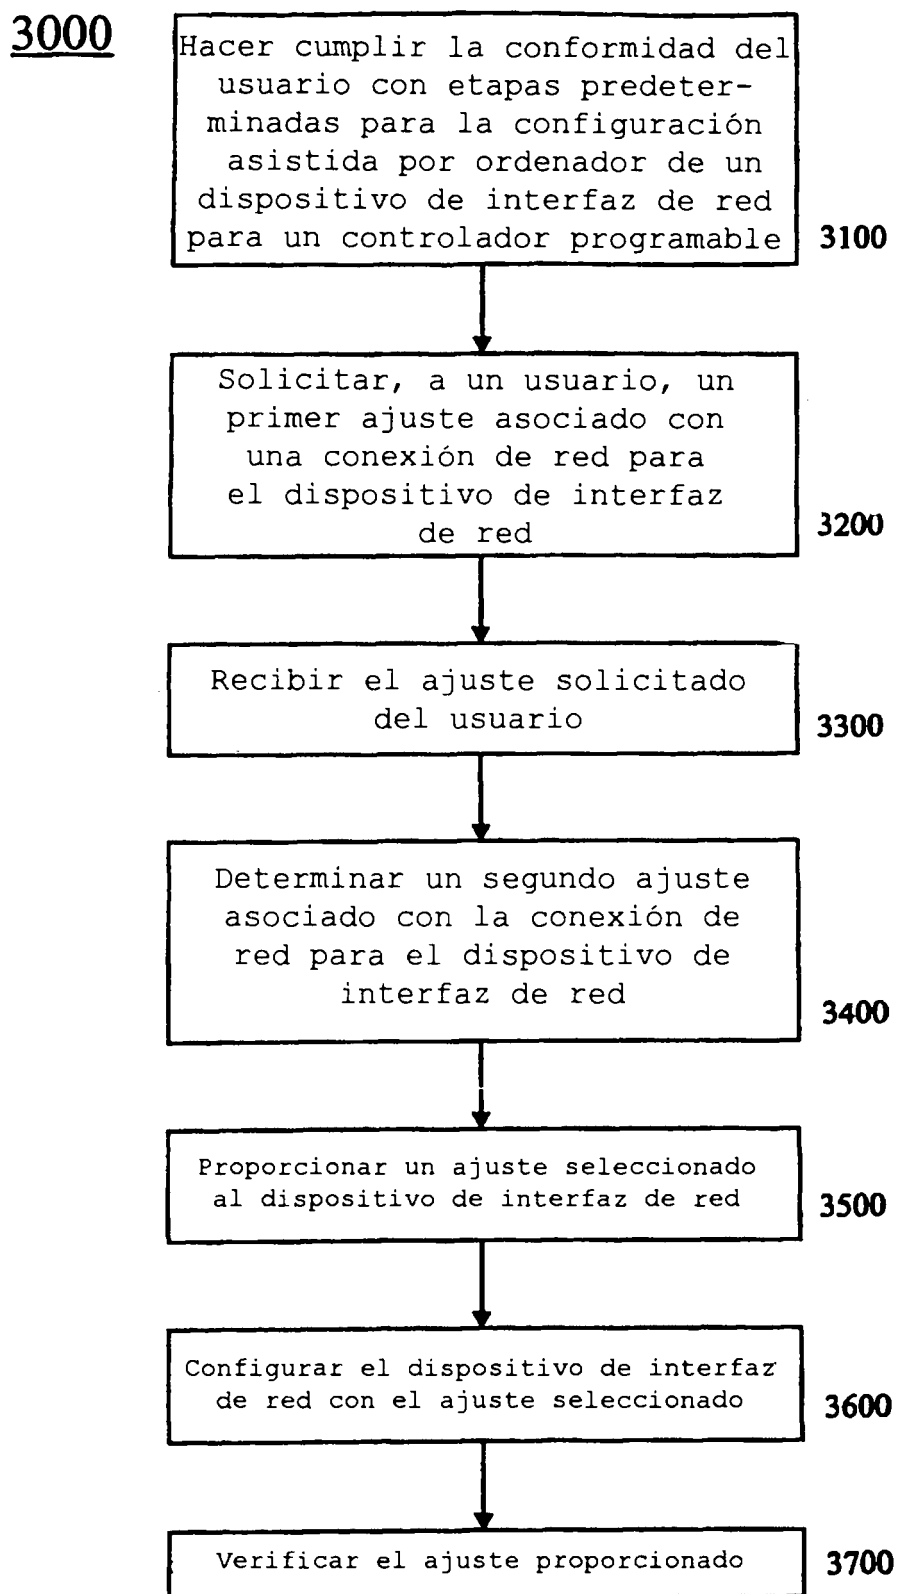 3000
Hacer cumplir la conformidad del
usuario con etapas predeter-
minadas para la configuración
asistida por ordenador de un
dispositivo de interfaz de red
para un controlador programable
3100
Solicitar, a un usuario, un
primer ajuste asociado con
una conexión de red para
el dispositivo de interfaz
de red
3200
Recibir el ajuste solicitado
del usuario
3300
Determinar un segundo ajuste
asociado con la conexión de
red para el dispositivo de
interfaz de red
3400
Proporcionar un ajuste seleccionado
al dispositivo de interfaz de red
3500
Configurar el dispositivo de interfaz
de red con el ajuste seleccionado
3600
Verificar el ajuste proporcionado
3700